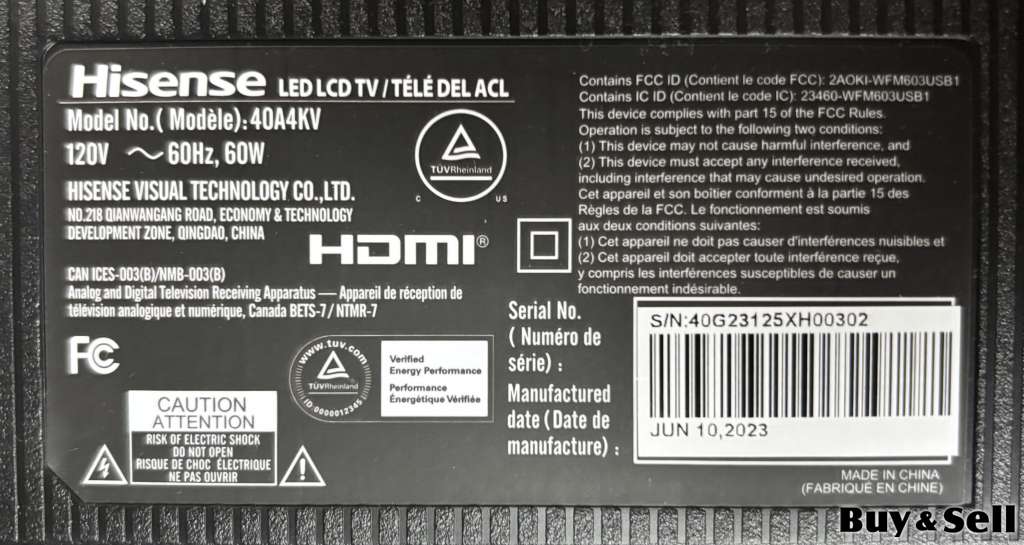 Hisense LED LCD TV / TÉLÉ DEL ACL
Model No.( Modèle): 40A4KV
120V ～ 60Hz, 60W
HISENSE VISUAL TECHNOLOGY CO.,LTD.
NO.218 QIANWANGANG ROAD, ECONOMY & TECHNOLOGY
DEVELOPMENT ZONE, QINGDAO, CHINA
TÜVRheinland
C US
HDMI®
CAN ICES-003(B)/NMB-003(B)
Analog and Digital Television Receiving Apparatus — Appareil de réception de
télévision analogique et numérique, Canada BETS-7 / NTMR-7
FC
www.tuv.com
TÜVRheinland
ID 0000012345
Verified
Energy Performance
Performance
Énergétique Vérifiée
CAUTION
ATTENTION
RISK OF ELECTRIC SHOCK
DO NOT OPEN
RISQUE DE CHOC ÉLECTRIQUE
NE PAS OUVRIR
Contains FCC ID (Contient le code FCC): 2AOKI-WFM603USB1
Contains IC ID (Contient le code IC): 23460-WFM603USB1
This device complies with part 15 of the FCC Rules.
Operation is subject to the following two conditions:
(1) This device may not cause harmful interference, and
(2) This device must accept any interference received,
including interference that may cause undesired operation.
Cet appareil et son boîtier conforment à la partie 15 des
Règles de la FCC. Le fonctionnement est soumis
aux deux conditions suivantes:
(1) Cet appareil ne doit pas causer d'interférences nuisibles et
(2) Cet appareil doit accepter toute interférence reçue,
y compris les interférences susceptibles de causer un
fonctionnement indésirable.
Serial No.
( Numéro de
série) :
Manufactured
date ( Date de
manufacture) :
S/N:40G23125XH00302
JUN 10,2023
MADE IN CHINA
(FABRIQUE EN CHINE)
Buy & Sell